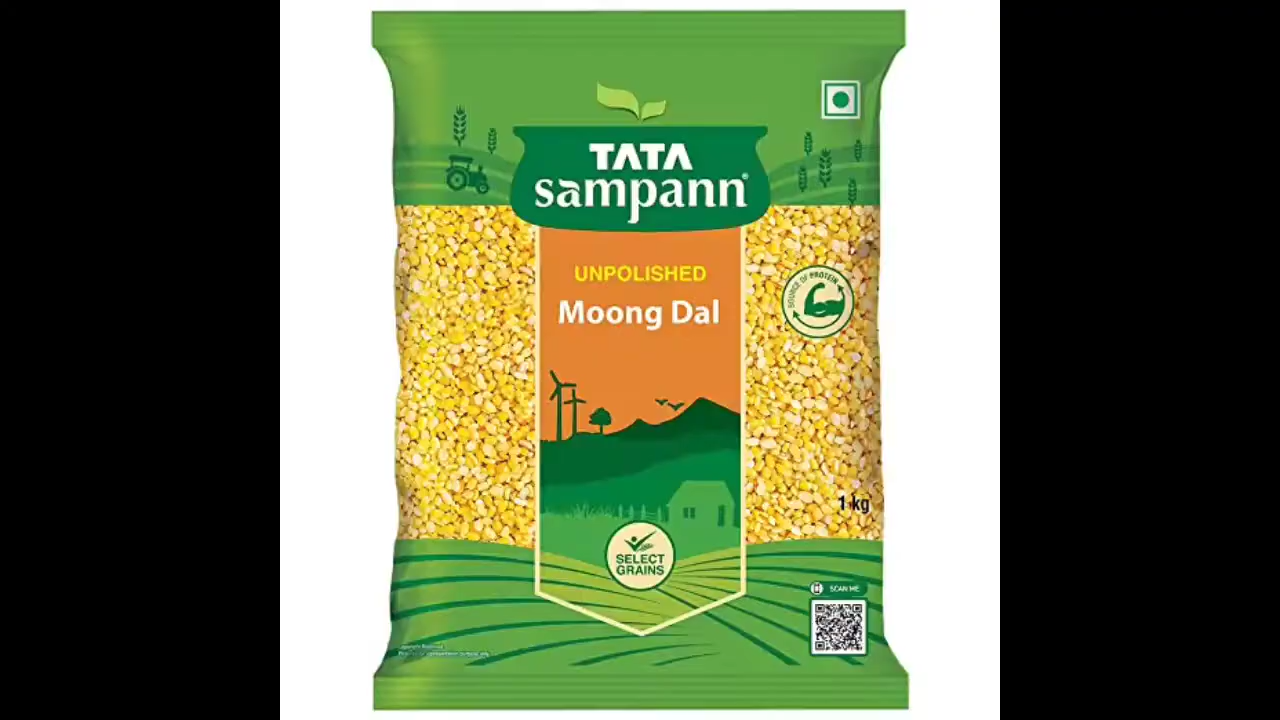 TATA
sampann®
UNPOLISHED
Moong Dal
SOURCE OF PROTEIN
1 kg
SELECT
GRAINS
SCAN ME